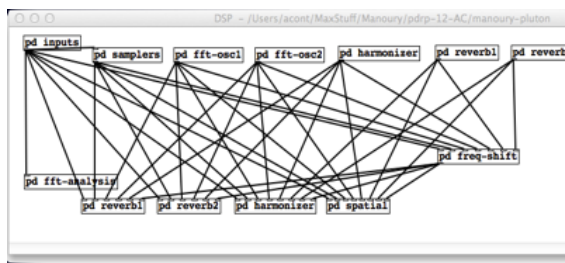 DSP - /Users/acont/MaxStuff/Manoury/pdrp-12-AC/manoury-pluton
pd inputs
pd samplers
pd fft-osc1
pd fft-osc2
pd harmonizer
pd reverb1
pd reverb
pd freq-shift
pd fft-analysis
pd reverb1
pd reverb2
pd harmonizer
pd spatial